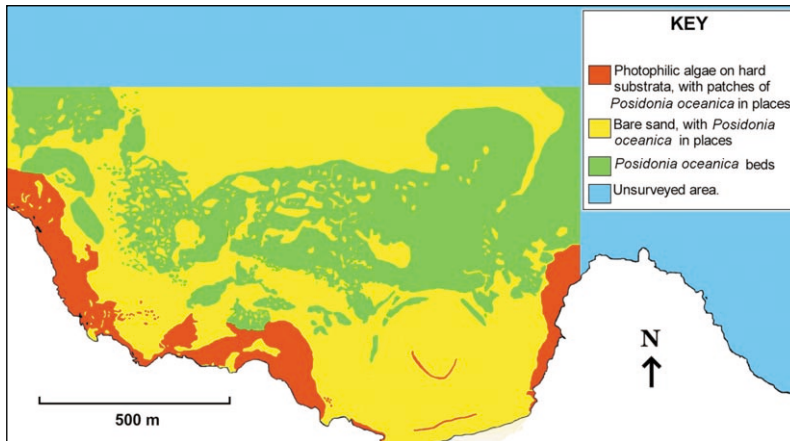 KEY
Photophilic algae on hard
substrata, with patches of
Posidonia oceanica in places
Bare sand, with Posidonia
oceanica in places
Posidonia oceanica beds
Unsurveyed area.
N
500 m